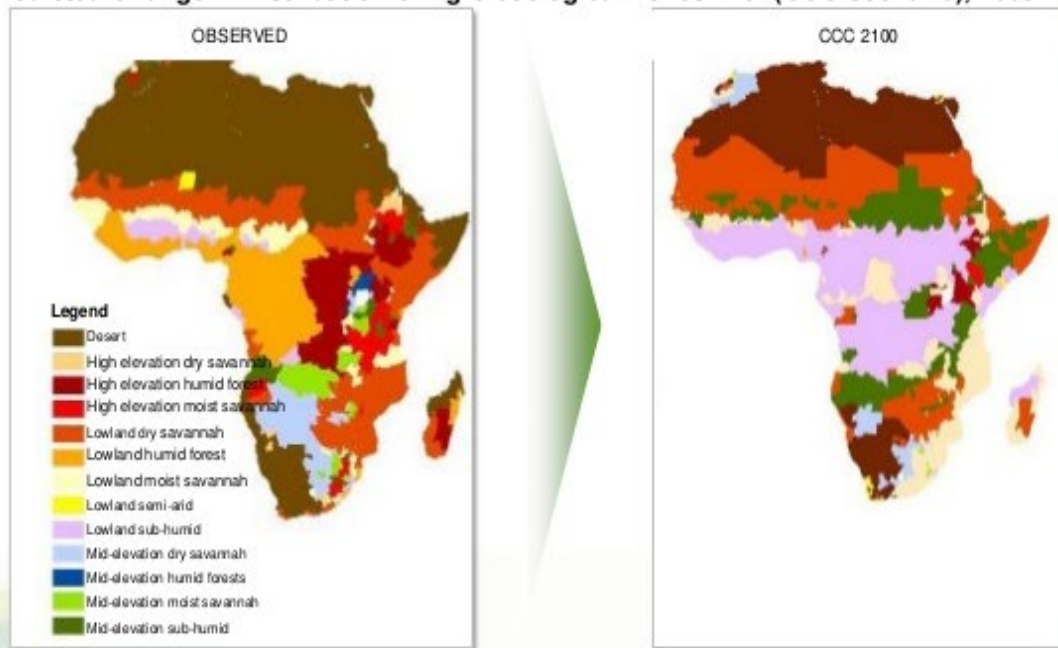 OBSERVED
CCC 2100
Legend
Desert
High elevation dry savannah
High elevation humid forest
High elevation moist savannah
Lowland dry savannah
Lowland humid forest
Lowland moist savannah
Lowland semi-arid
Lowland sub-humid
Mid-elevation dry savannah
Mid-elevation humid forests
Mid-elevation moist savannah
Mid-elevation sub-humid